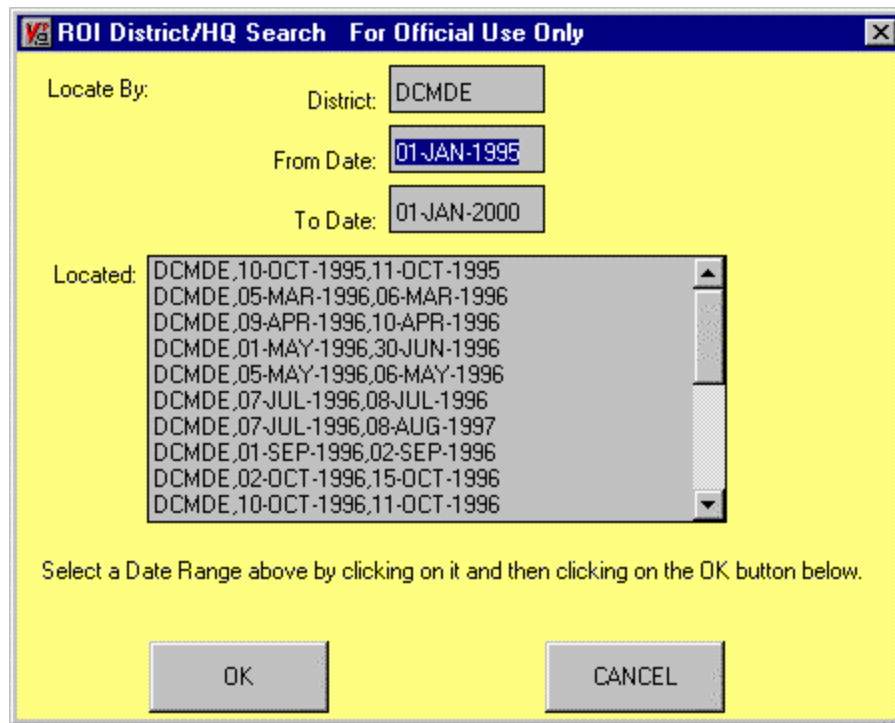 ROI District/HQ Search For Official Use Only
Locate By:
District: DCMDE
From Date: 01-JAN-1995
To Date: 01-JAN-2000
Located:
DCMDE,10-OCT-1995,11-OCT-1995
DCMDE,05-MAR-1996,06-MAR-1996
DCMDE,09-APR-1996,10-APR-1996
DCMDE,01-MAY-1996,30-JUN-1996
DCMDE,05-MAY-1996,06-MAY-1996
DCMDE,07-JUL-1996,08-JUL-1996
DCMDE,07-JUL-1996,08-AUG-1997
DCMDE,01-SEP-1996,02-SEP-1996
DCMDE,02-OCT-1996,15-OCT-1996
DCMDE,10-OCT-1996,11-OCT-1996
Select a Date Range above by clicking on it and then clicking on the OK button below.
OK
CANCEL